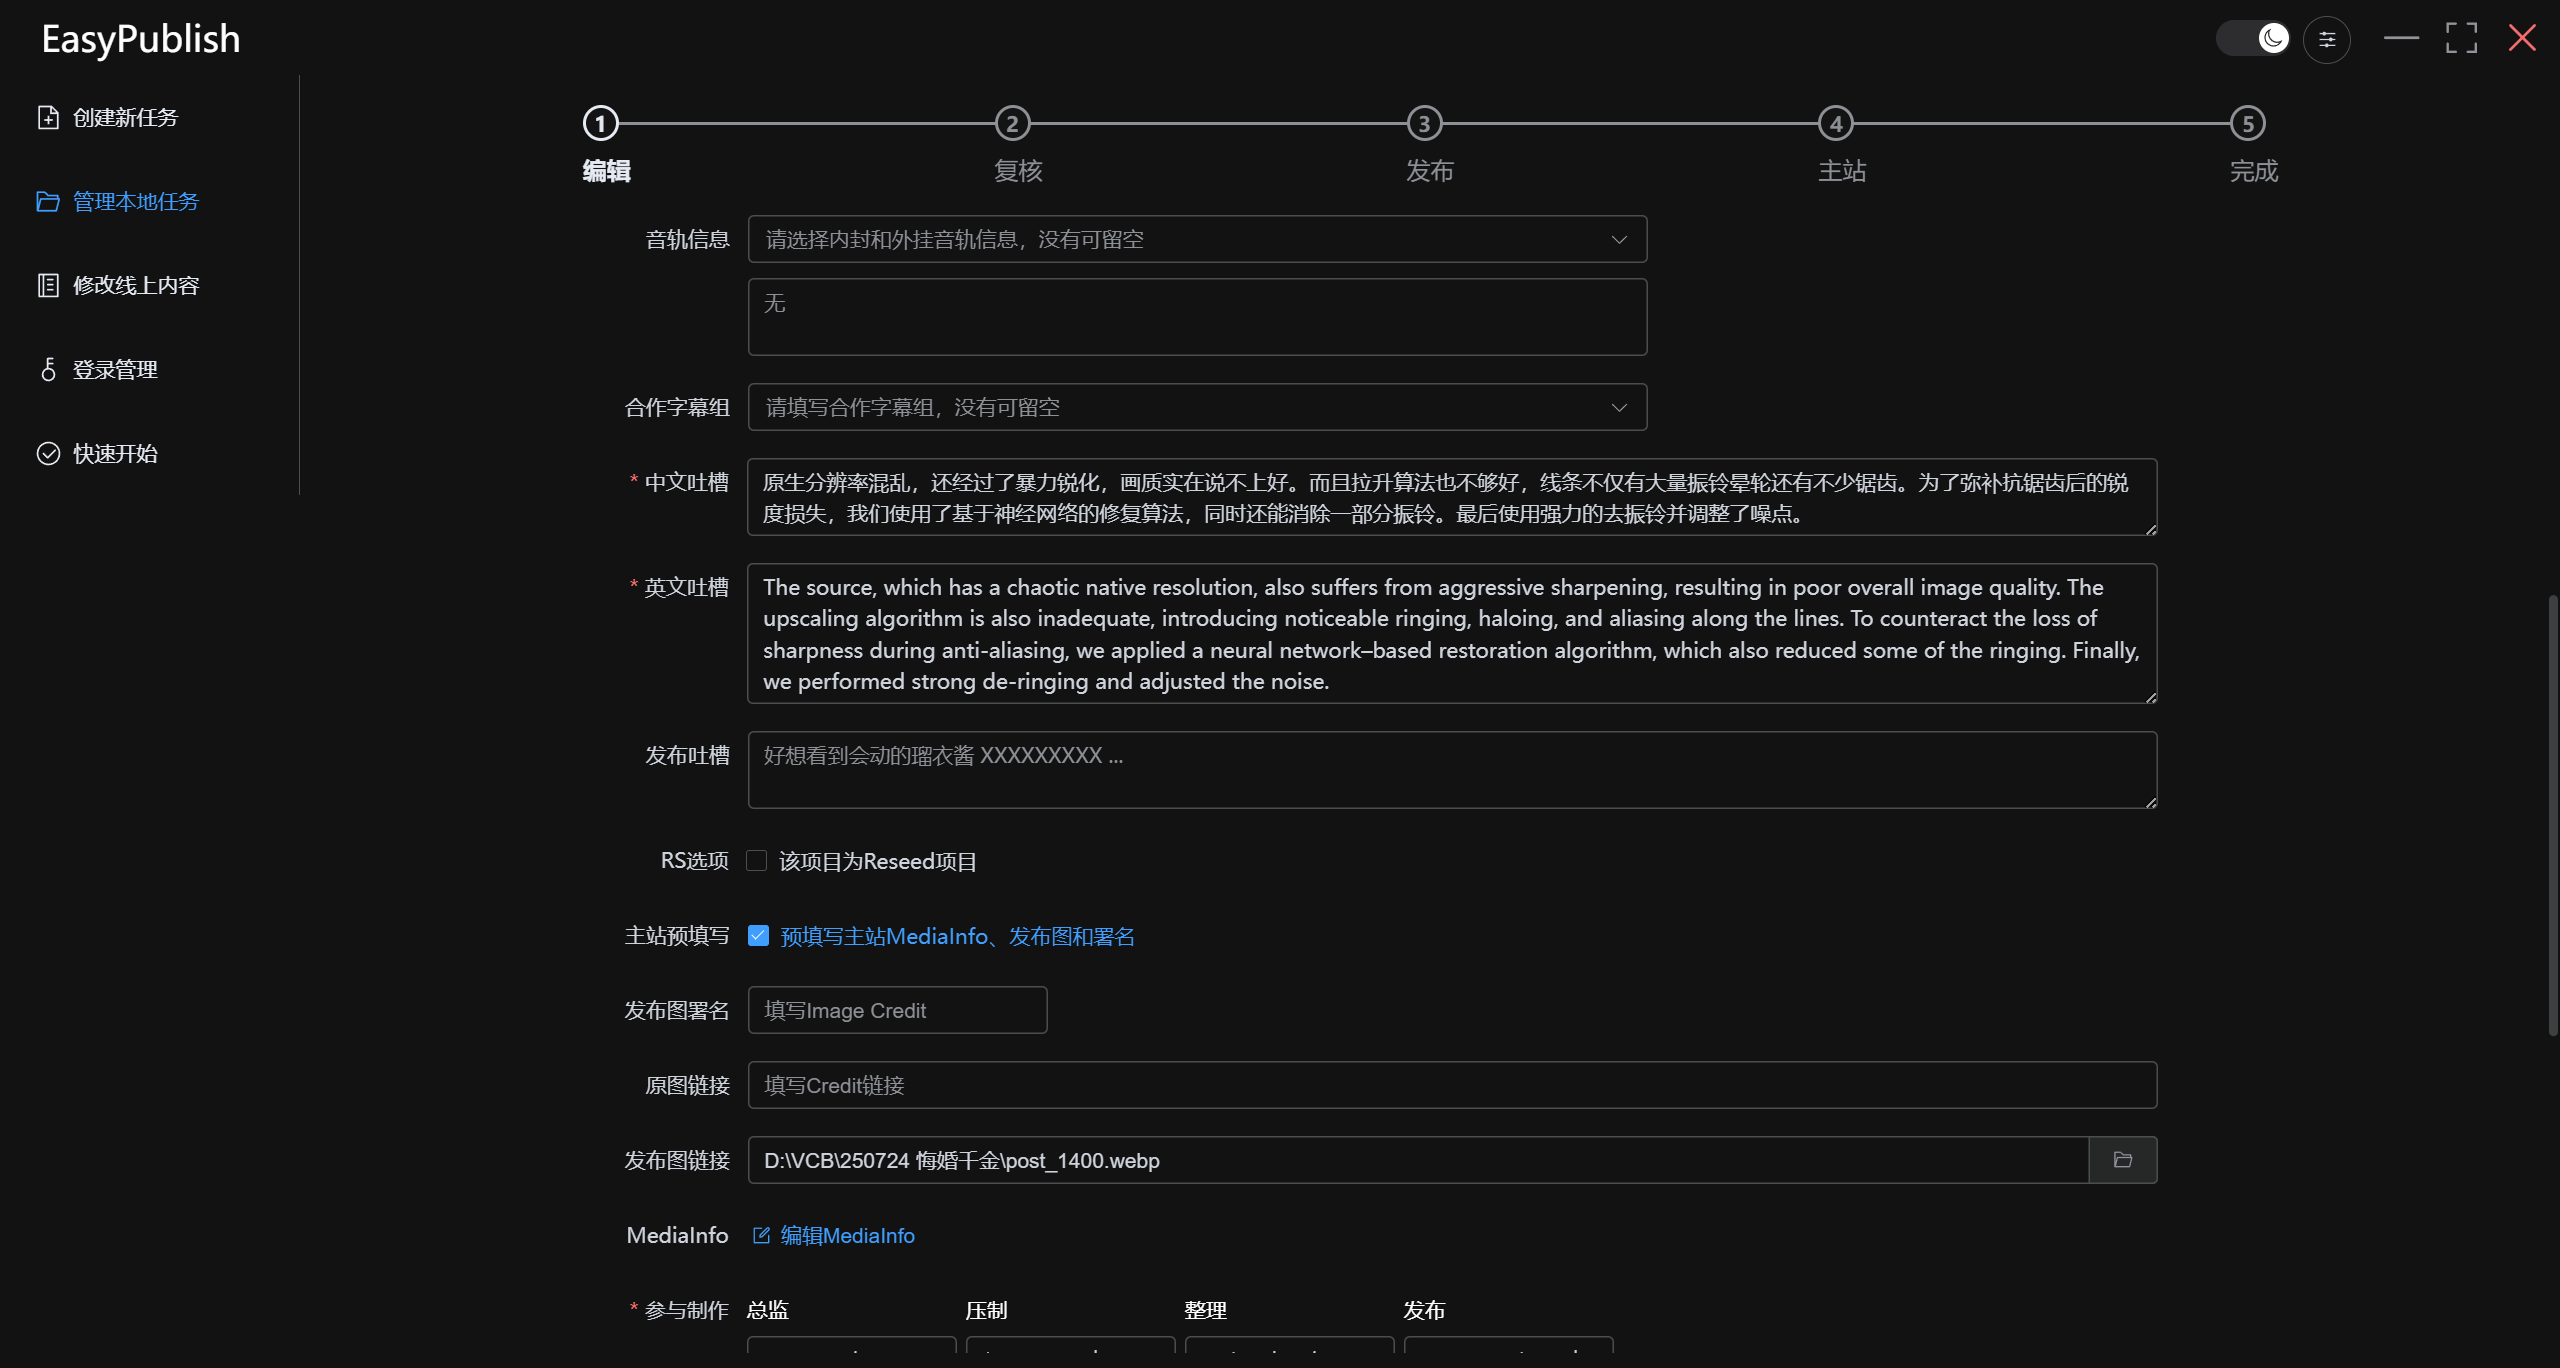 EasyPublish
创建新任务
管理本地任务
修改线上内容
登录管理
快速开始
1
2
3
4
5
编辑
复核
发布
主站
完成
音轨信息
请选择内封和外挂音轨信息，没有可留空
无
合作字幕组
请填写合作字幕组，没有可留空
* 中文吐槽
原生分辨率混乱，还经过了暴力锐化，画质实在说不上好。而且拉升算法也不够好，线条不仅有大量振铃晕轮还有不少锯齿。为了弥补抗锯齿后的锐
度损失，我们使用了基于神经网络的修复算法，同时还能消除一部分振铃。最后使用强力的去振铃并调整了噪点。
* 英文吐槽
The source, which has a chaotic native resolution, also suffers from aggressive sharpening, resulting in poor overall image quality. The
upscaling algorithm is also inadequate, introducing noticeable ringing, haloing, and aliasing along the lines. To counteract the loss of
sharpness during anti-aliasing, we applied a neural network–based restoration algorithm, which also reduced some of the ringing. Finally,
we performed strong de-ringing and adjusted the noise.
发布吐槽
好想看到会动的瑠衣酱 XXXXXXXXX ...
RS选项
该项目为Reseed项目
主站预填写
预填写主站MediaInfo、发布图和署名
发布图署名
填写Image Credit
原图链接
填写Credit链接
发布图链接
D:\VCB\250724 悔婚千金\post_1400.webp
MediaInfo
编辑MediaInfo
* 参与制作
总监
压制
整理
发布